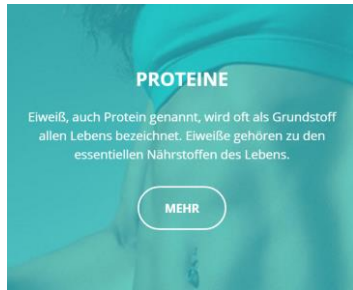 PROTEINE
Eiweiß, auch Protein genannt, wird oft als Grundstoff
allen Lebens bezeichnet. Eiweiße gehören zu den
essentiellen Nährstoffen des Lebens.
MEHR